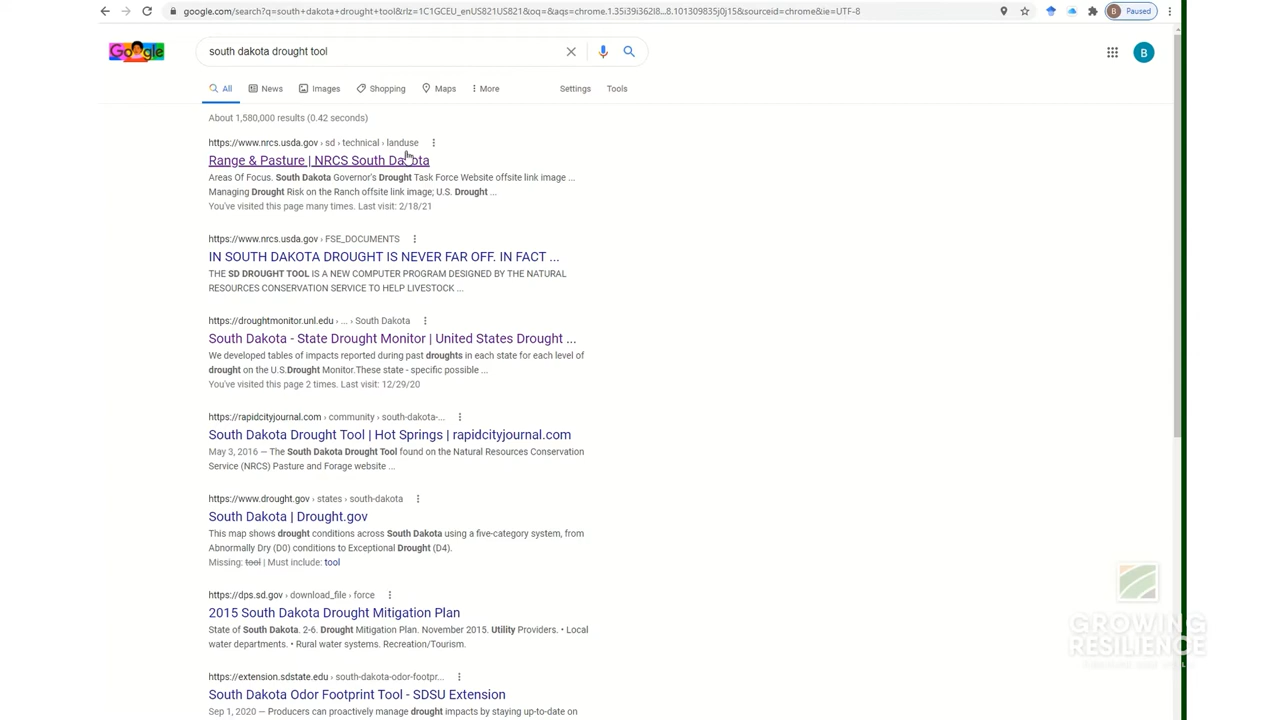 google.com/search?q=south+dakota+drought+tool&rlz=1C1GCEU_enUS821US821&oq=&aqs=chrome.1.35i39i362l8...8.101309835j0j15&sourceid=chrome&ie=UTF-8
B Paused
Google
south dakota drought tool
B
All News Images Shopping Maps More Settings Tools
About 1,580,000 results (0.42 seconds)
https://www.nrcs.usda.gov › sd › technical › landuse
Range & Pasture | NRCS South Dakota
Areas Of Focus. South Dakota Governor's Drought Task Force Website offsite link image ...
Managing Drought Risk on the Ranch offsite link image; U.S. Drought ...
You've visited this page many times. Last visit: 2/18/21
https://www.nrcs.usda.gov › FSE_DOCUMENTS
IN SOUTH DAKOTA DROUGHT IS NEVER FAR OFF. IN FACT ...
THE SD DROUGHT TOOL IS A NEW COMPUTER PROGRAM DESIGNED BY THE NATURAL
RESOURCES CONSERVATION SERVICE TO HELP LIVESTOCK ...
https://droughtmonitor.unl.edu › ... › South Dakota
South Dakota - State Drought Monitor | United States Drought ...
We developed tables of impacts reported during past droughts in each state for each level of
drought on the U.S.Drought Monitor.These state - specific possible ...
You've visited this page 2 times. Last visit: 12/29/20
https://rapidcityjournal.com › community › south-dakota-...
South Dakota Drought Tool | Hot Springs | rapidcityjournal.com
May 3, 2016 — The South Dakota Drought Tool found on the Natural Resources Conservation
Service (NRCS) Pasture and Forage website ...
https://www.drought.gov › states › south-dakota
South Dakota | Drought.gov
This map shows drought conditions across South Dakota using a five-category system, from
Abnormally Dry (D0) conditions to Exceptional Drought (D4).
Missing: tool | Must include: tool
https://dps.sd.gov › download_file › force
2015 South Dakota Drought Mitigation Plan
State of South Dakota. 2-6. Drought Mitigation Plan. November 2015. Utility Providers. • Local
water departments. • Rural water systems. Recreation/Tourism.
GROWING
RESILIENCE
https://extension.sdstate.edu › south-dakota-odor-footpr...
South Dakota Odor Footprint Tool - SDSU Extension
Sep 1, 2020 — Producers can proactively manage drought impacts by staying up-to-date on